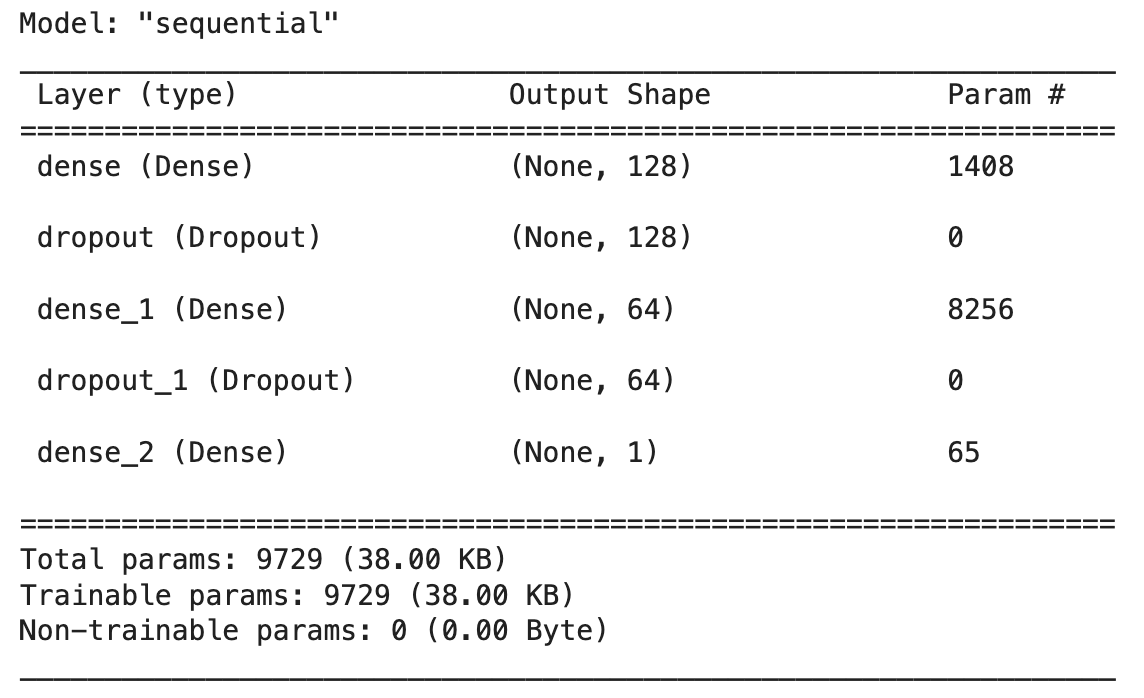 Model: "sequential"
_________________________________________________________________
Layer (type) Output Shape Param #
=================================================================
dense (Dense) (None, 128) 1408
dropout (Dropout) (None, 128) 0
dense_1 (Dense) (None, 64) 8256
dropout_1 (Dropout) (None, 64) 0
dense_2 (Dense) (None, 1) 65
=================================================================
Total params: 9729 (38.00 KB)
Trainable params: 9729 (38.00 KB)
Non-trainable params: 0 (0.00 Byte)
_________________________________________________________________